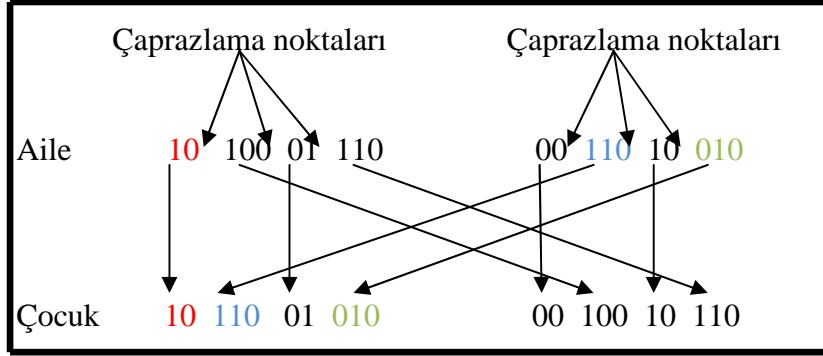 Çaprazlama noktaları Çaprazlama noktaları
Aile 10 100 01 110 00 110 10 010
Çocuk 10 110 01 010 00 100 10 110